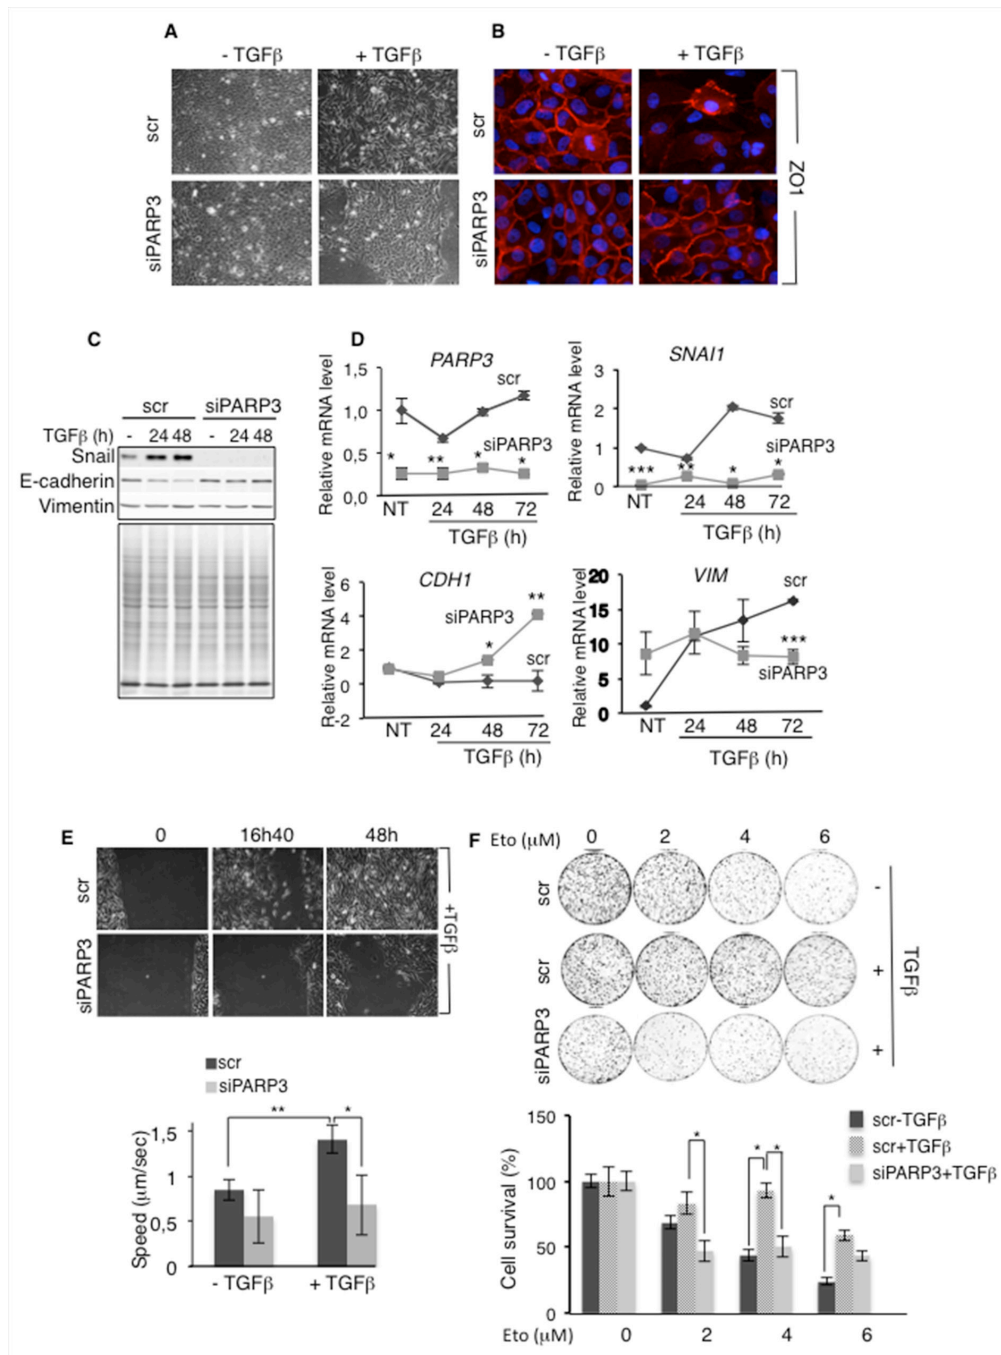 A
- TGFβ
+ TGFβ
scr
siPARP3
B
- TGFβ
+ TGFβ
scr
siPARP3
ZO1
C
scr
siPARP3
TGFβ (h) - 24 48 - 24 48
Snail
E-cadherin
Vimentin
D
PARP3
Relative mRNA level
1,5
1,0
0,5
0,0
scr
siPARP3
* ** * *
NT 24 48 72
TGFβ (h)
SNAI1
Relative mRNA level
3
2
1
0
scr
siPARP3
*** ** * *
NT 24 48 72
TGFβ (h)
CDH1
Relative mRNA level
6
4
2
0
-2
siPARP3
scr
* **
NT 24 48 72
TGFβ (h)
VIM
Relative mRNA level
20
15
10
5
0
scr
***
siPARP3
NT 24 48 72
TGFβ (h)
E
0 16h40 48h
scr
siPARP3
+TGFβ
scr
siPARP3
** *
Speed (µm/sec)
1,5
1
0,5
0
- TGFβ + TGFβ
F Eto (µM) 0 2 4 6
scr
-
scr
+
siPARP3
+
TGFβ
Cell survival (%)
150
100
50
0
scr-TGFβ
scr+TGFβ
siPARP3+TGFβ
* * * *
Eto (µM) 0 2 4 6